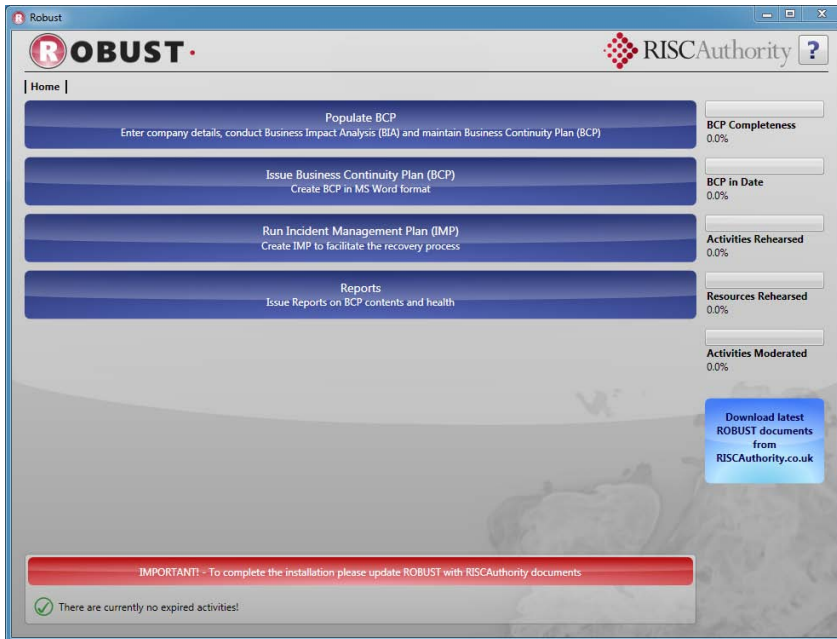 Robust
ROBUST
RISCAuthority ?
Home
Populate BCP
Enter company details, conduct Business Impact Analysis (BIA) and maintain Business Continuity Plan (BCP)
Issue Business Continuity Plan (BCP)
Create BCP in MS Word format
Run Incident Management Plan (IMP)
Create IMP to facilitate the recovery process
Reports
Issue Reports on BCP contents and health
BCP Completeness
0.0%
BCP in Date
0.0%
Activities Rehearsed
0.0%
Resources Rehearsed
0.0%
Activities Moderated
0.0%
Download latest
ROBUST documents
from
RISCAuthority.co.uk
IMPORTANT! - To complete the installation please update ROBUST with RISCAuthority documents
There are currently no expired activities!